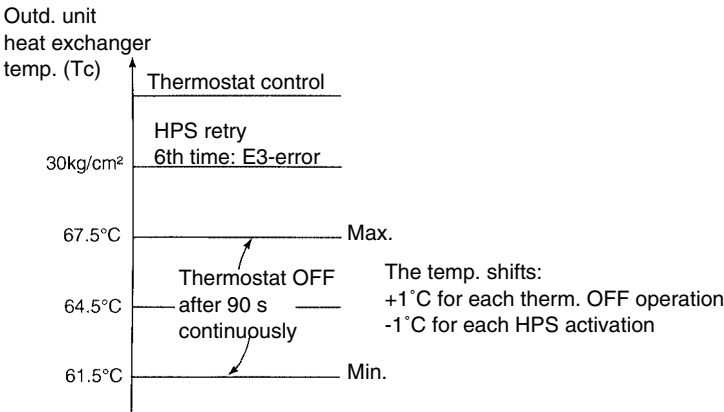 Outd. unit
heat exchanger
temp. (Tc)
Thermostat control
HPS retry
6th time: E3-error
30kg/cm²
67.5°C
Max.
Thermostat OFF
after 90 s
continuously
64.5°C
The temp. shifts:
+1˚C for each therm. OFF operation
-1˚C for each HPS activation
61.5°C
Min.